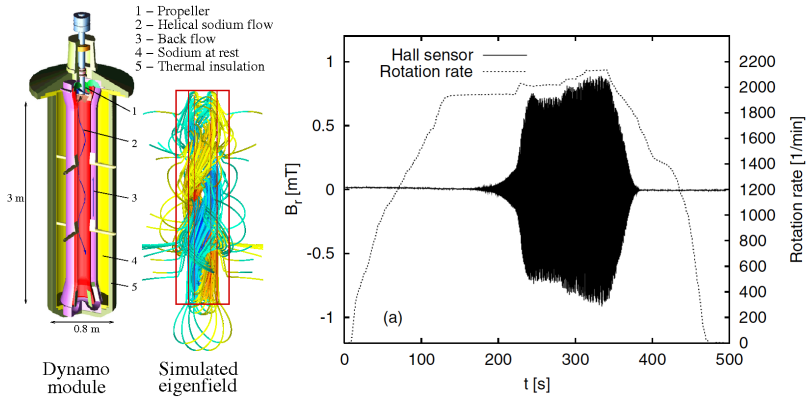 1 – Propeller
2 – Helical sodium flow
3 – Back flow
4 – Sodium at rest
5 – Thermal insulation
1
2
3
4
5
3 m
0.8 m
Dynamo
module
Simulated
eigenfield
Hall sensor
Rotation rate
1
0.5
0
-0.5
-1
Br [mT]
2200
2000
1800
1600
1400
1200
1000
800
600
400
200
0
Rotation rate [1/min]
(a)
0 100 200 300 400 500
t [s]